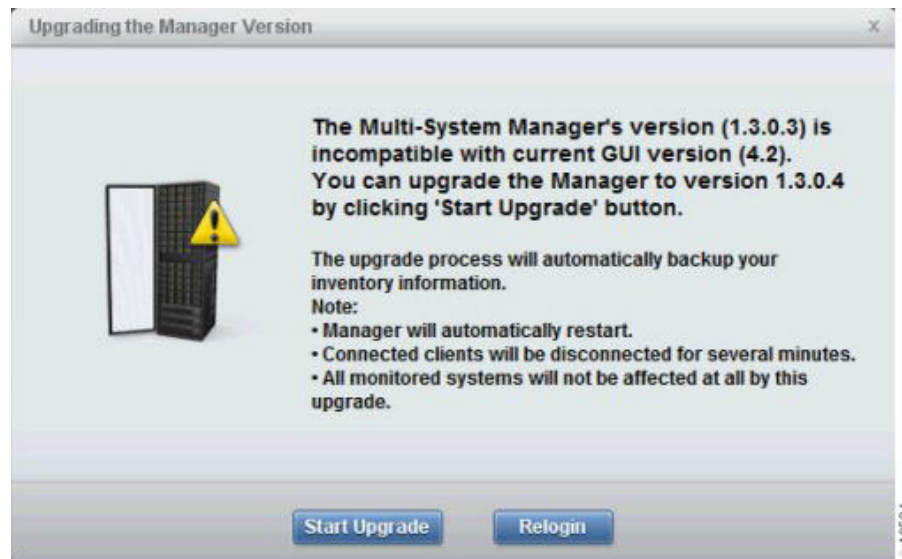 Upgrading the Manager Version
x
The Multi-System Manager's version (1.3.0.3) is
incompatible with current GUI version (4.2).
You can upgrade the Manager to version 1.3.0.4
by clicking 'Start Upgrade' button.
The upgrade process will automatically backup your
inventory information.
Note:
• Manager will automatically restart.
• Connected clients will be disconnected for several minutes.
• All monitored systems will not be affected at all by this
upgrade.
Start Upgrade
Relogin